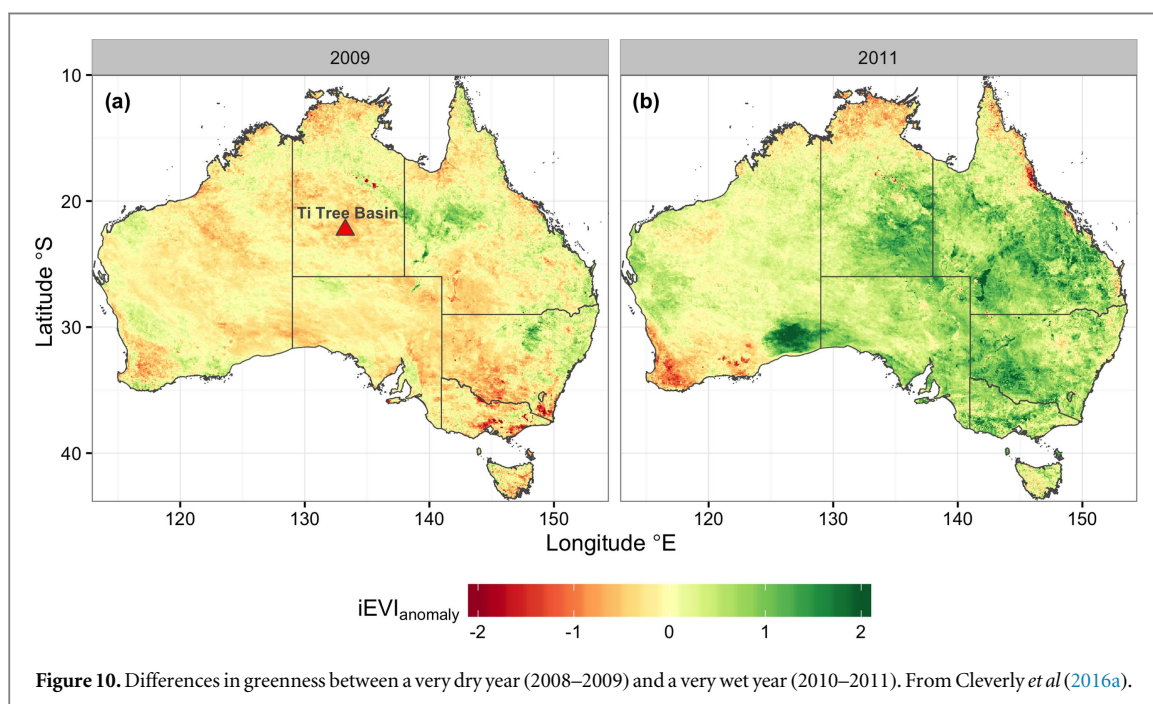 2009
2011
(a)
(b)
10
20
30
40
Latitude °S
Ti Tree Basin
120
130
140
150
120
130
140
150
Longitude °E
iEVIanomaly
-2
-1
0
1
2
Figure 10. Differences in greenness between a very dry year (2008–2009) and a very wet year (2010–2011). From Cleverly et al (2016a).